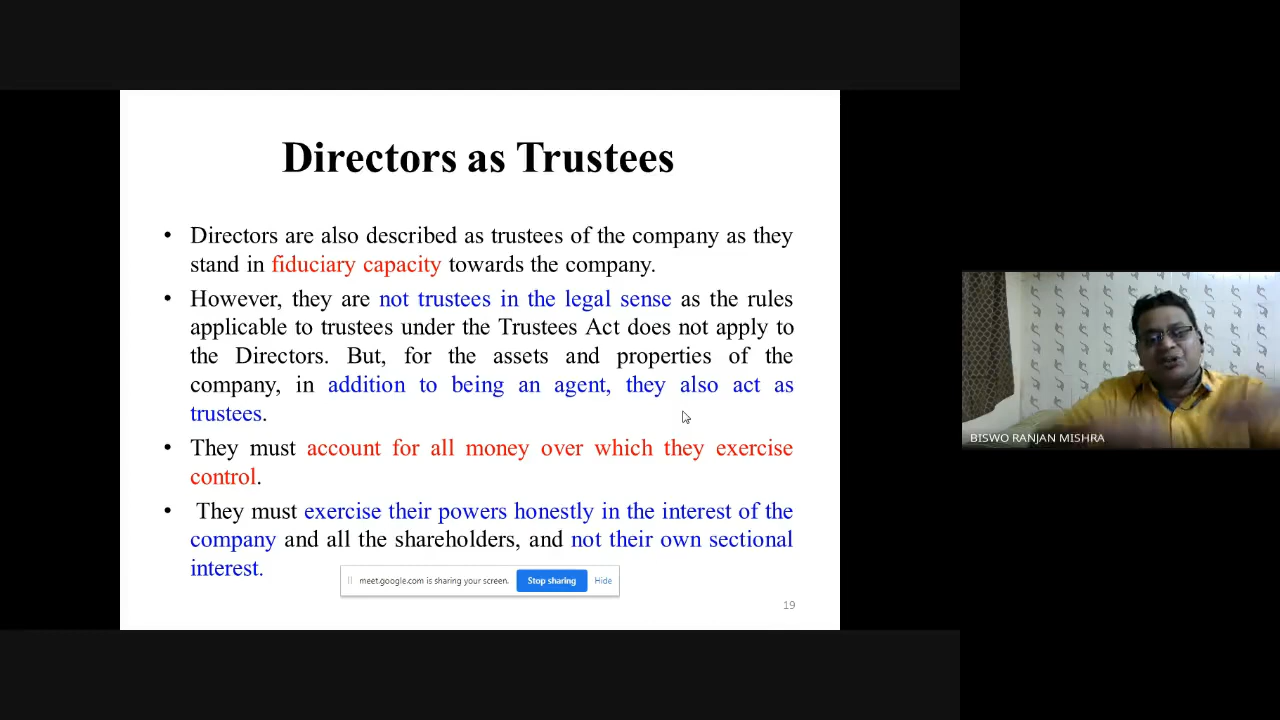 Directors as Trustees
• Directors are also described as trustees of the company as they
stand in fiduciary capacity towards the company.
• However, they are not trustees in the legal sense as the rules
applicable to trustees under the Trustees Act does not apply to
the Directors. But, for the assets and properties of the
company, in addition to being an agent, they also act as
trustees.
• They must account for all money over which they exercise
control.
• They must exercise their powers honestly in the interest of the
company and all the shareholders, and not their own sectional
interest.
meet.google.com is sharing your screen. Stop sharing Hide
19
BISWO RANJAN MISHRA